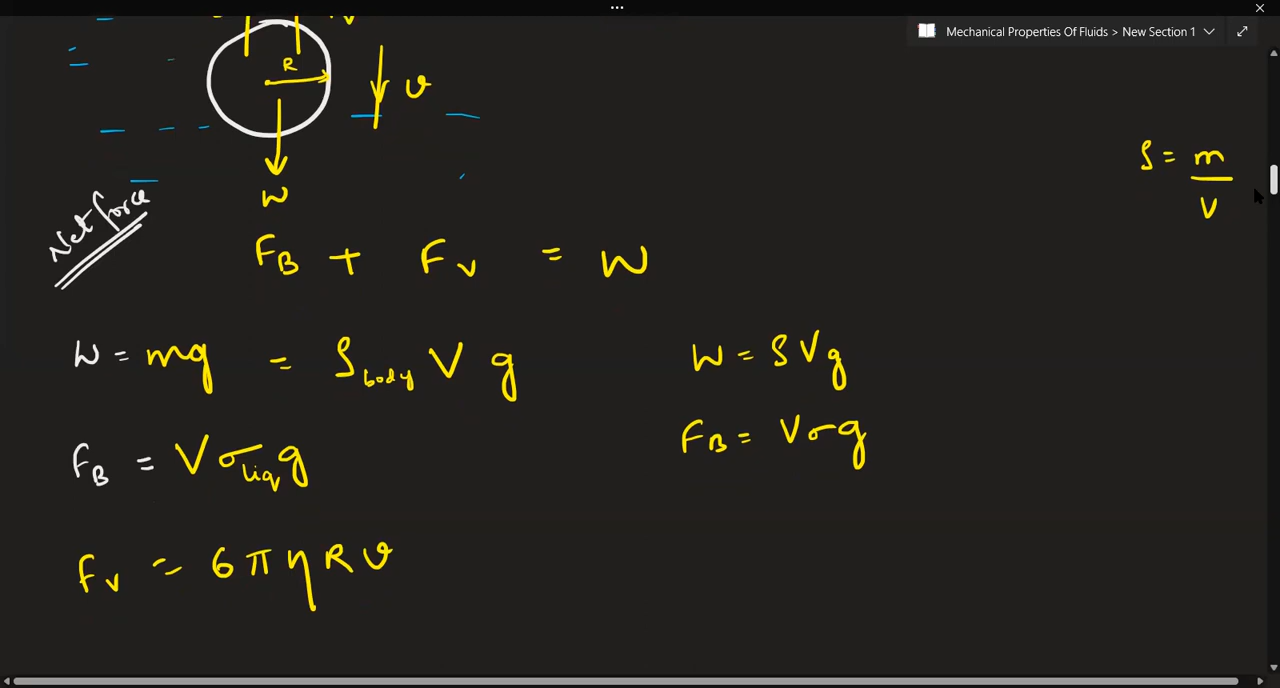 Mechanical Properties Of Fluids > New Section 1
R
v
W
ρ = m / V
Net force
F_B + F_v = W
W = mg = ρ_body V g
W = ρVg
F_B = V σ_liq g
F_B = Vσg
F_v = 6πηRv